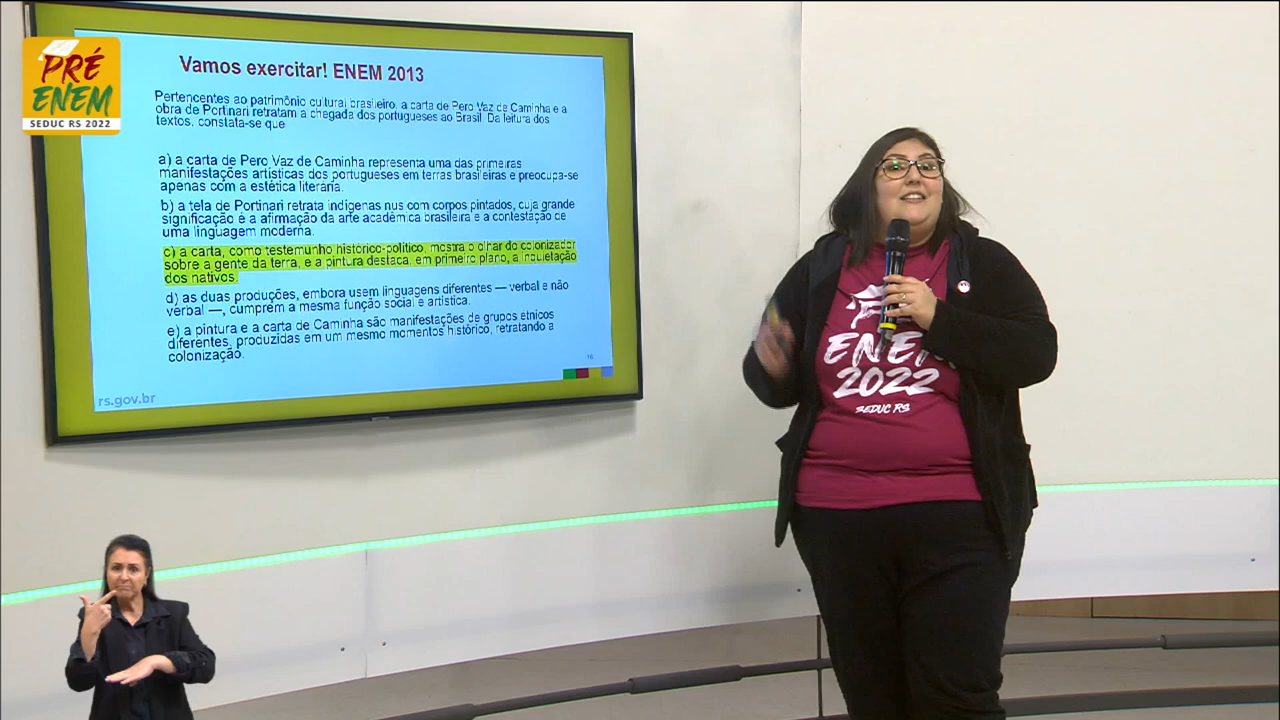 PRÉ
ENEM
SEDUC RS 2022
Vamos exercitar! ENEM 2013
Pertencentes ao patrimônio cultural brasileiro, a carta de Pero Vaz de Caminha e a
obra de Portinari retratam a chegada dos portugueses ao Brasil. Da leitura dos
textos, constata-se que
a) a carta de Pero Vaz de Caminha representa uma das primeiras
manifestações artísticas dos portugueses em terras brasileiras e preocupa-se
apenas com a estética literária.
b) a tela de Portinari retrata indígenas nus com corpos pintados, cuja grande
significação é a afirmação da arte acadêmica brasileira e a contestação de
uma linguagem moderna.
c) a carta, como testemunho histórico-político, mostra o olhar do colonizador
sobre a gente da terra, e a pintura destaca, em primeiro plano, a inquietação
dos nativos.
d) as duas produções, embora usem linguagens diferentes — verbal e não
verbal —, cumprem a mesma função social e artística.
e) a pintura e a carta de Caminha são manifestações de grupos étnicos
diferentes, produzidas em um mesmo momentos histórico, retratando a
colonização.
16
rs.gov.br
ENEM
2022
SEDUC RS